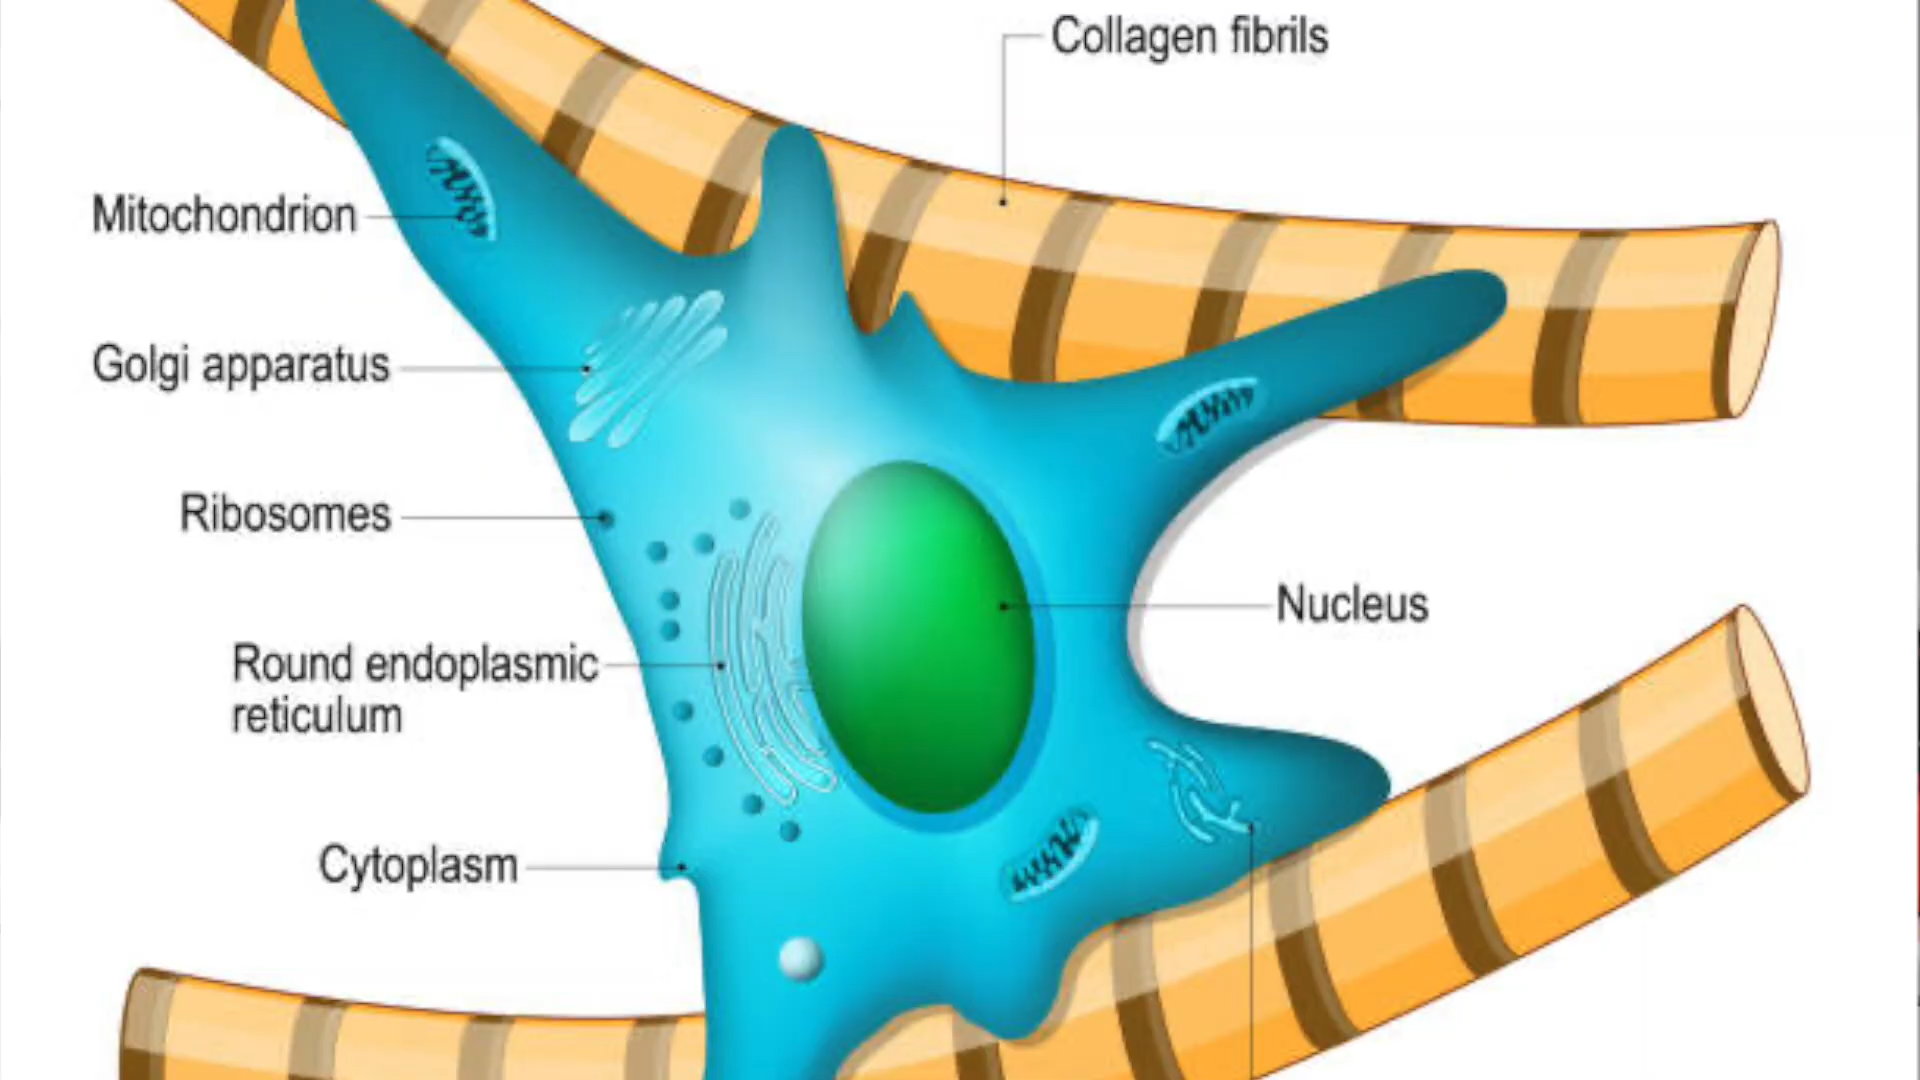 Collagen fibrils
Mitochondrion
Golgi apparatus
Ribosomes
Nucleus
Round endoplasmic
reticulum
Cytoplasm